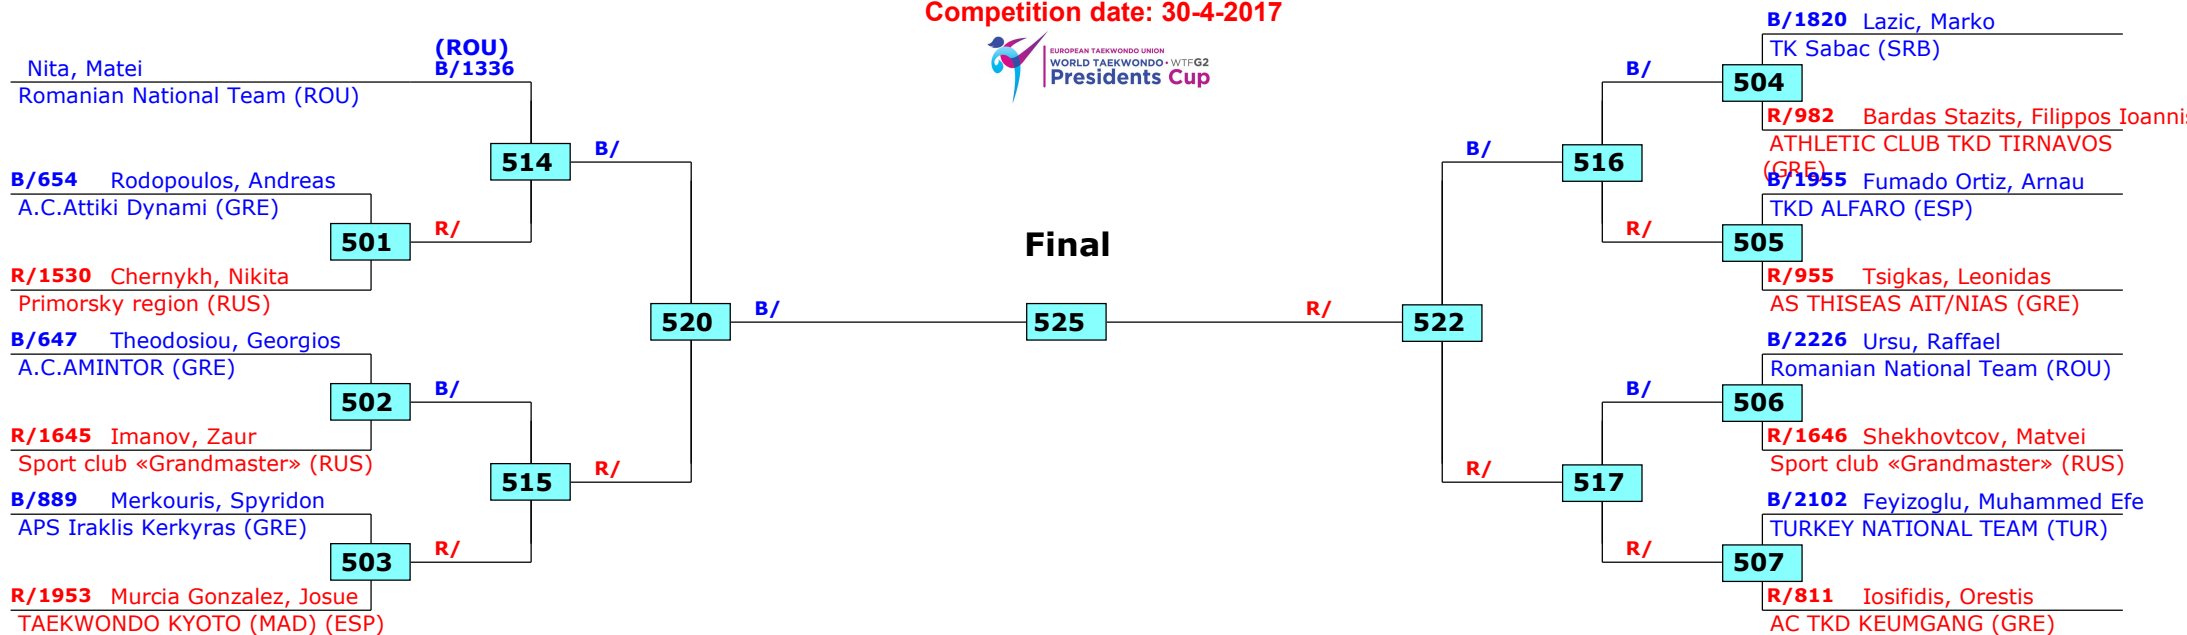 Competition date: 30-4-2017
EUROPEAN TAEKWONDO UNION
WORLD TAEKWONDO • WTFG2
Presidents Cup
(ROU)
Nita, Matei B/1336
Romanian National Team (ROU)
514
B/
B/654 Rodopoulos, Andreas
A.C.Attiki Dynami (GRE)
501
R/
R/1530 Chernykh, Nikita
Primorsky region (RUS)
520
B/
B/647 Theodosiou, Georgios
A.C.AMINTOR (GRE)
502
B/
R/1645 Imanov, Zaur
Sport club «Grandmaster» (RUS)
515
R/
B/889 Merkouris, Spyridon
APS Iraklis Kerkyras (GRE)
503
R/
R/1953 Murcia Gonzalez, Josue
TAEKWONDO KYOTO (MAD) (ESP)
Final
525
R/
522
B/1820 Lazic, Marko
TK Sabac (SRB)
B/
504
R/982 Bardas Stazits, Filippos Ioannis
ATHLETIC CLUB TKD TIRNAVOS
(GRE)
B/
516
B/1955 Fumado Ortiz, Arnau
TKD ALFARO (ESP)
R/
505
R/955 Tsigkas, Leonidas
AS THISEAS AIT/NIAS (GRE)
B/2226 Ursu, Raffael
Romanian National Team (ROU)
B/
506
R/1646 Shekhovtcov, Matvei
Sport club «Grandmaster» (RUS)
R/
517
B/2102 Feyizoglu, Muhammed Efe
TURKEY NATIONAL TEAM (TUR)
R/
507
R/811 Iosifidis, Orestis
AC TKD KEUMGANG (GRE)